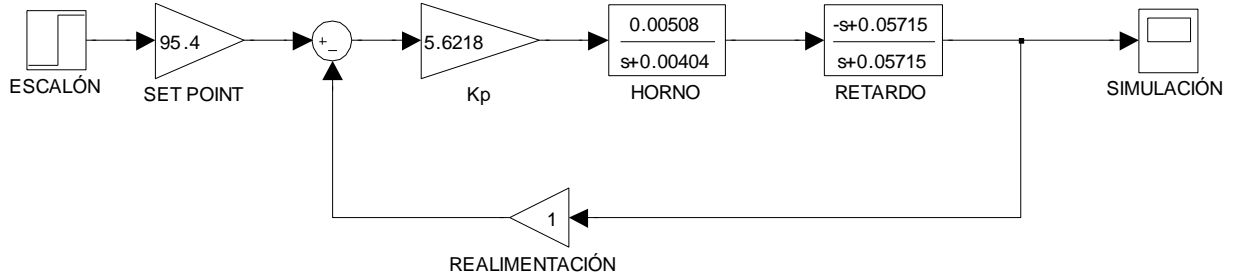 ESCALÓN
95.4
SET POINT
+
_
5.6218
Kp
0.00508
s+0.00404
HORNO
-s+0.05715
s+0.05715
RETARDO
SIMULACIÓN
1
REALIMENTACIÓN